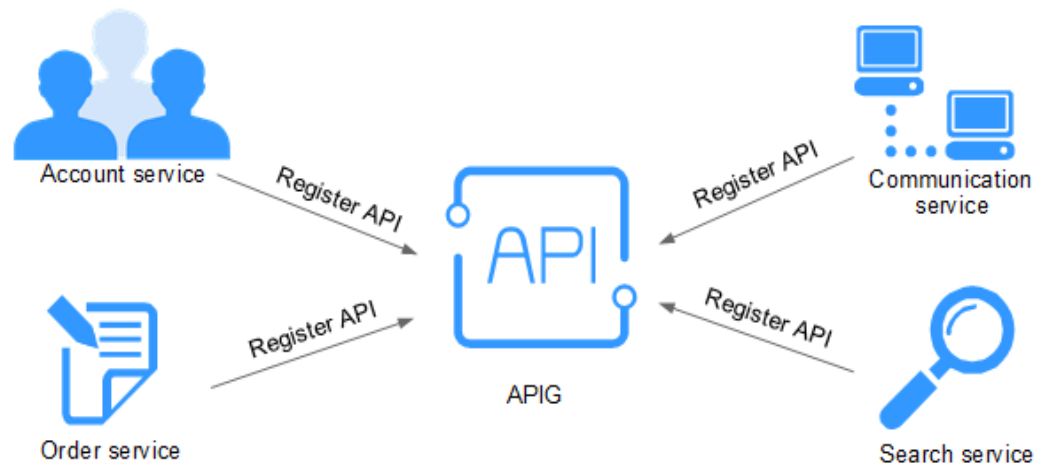 Account service
Register API
Register API
Communication
service
API
Register API
Register API
APIG
Order service
Search service